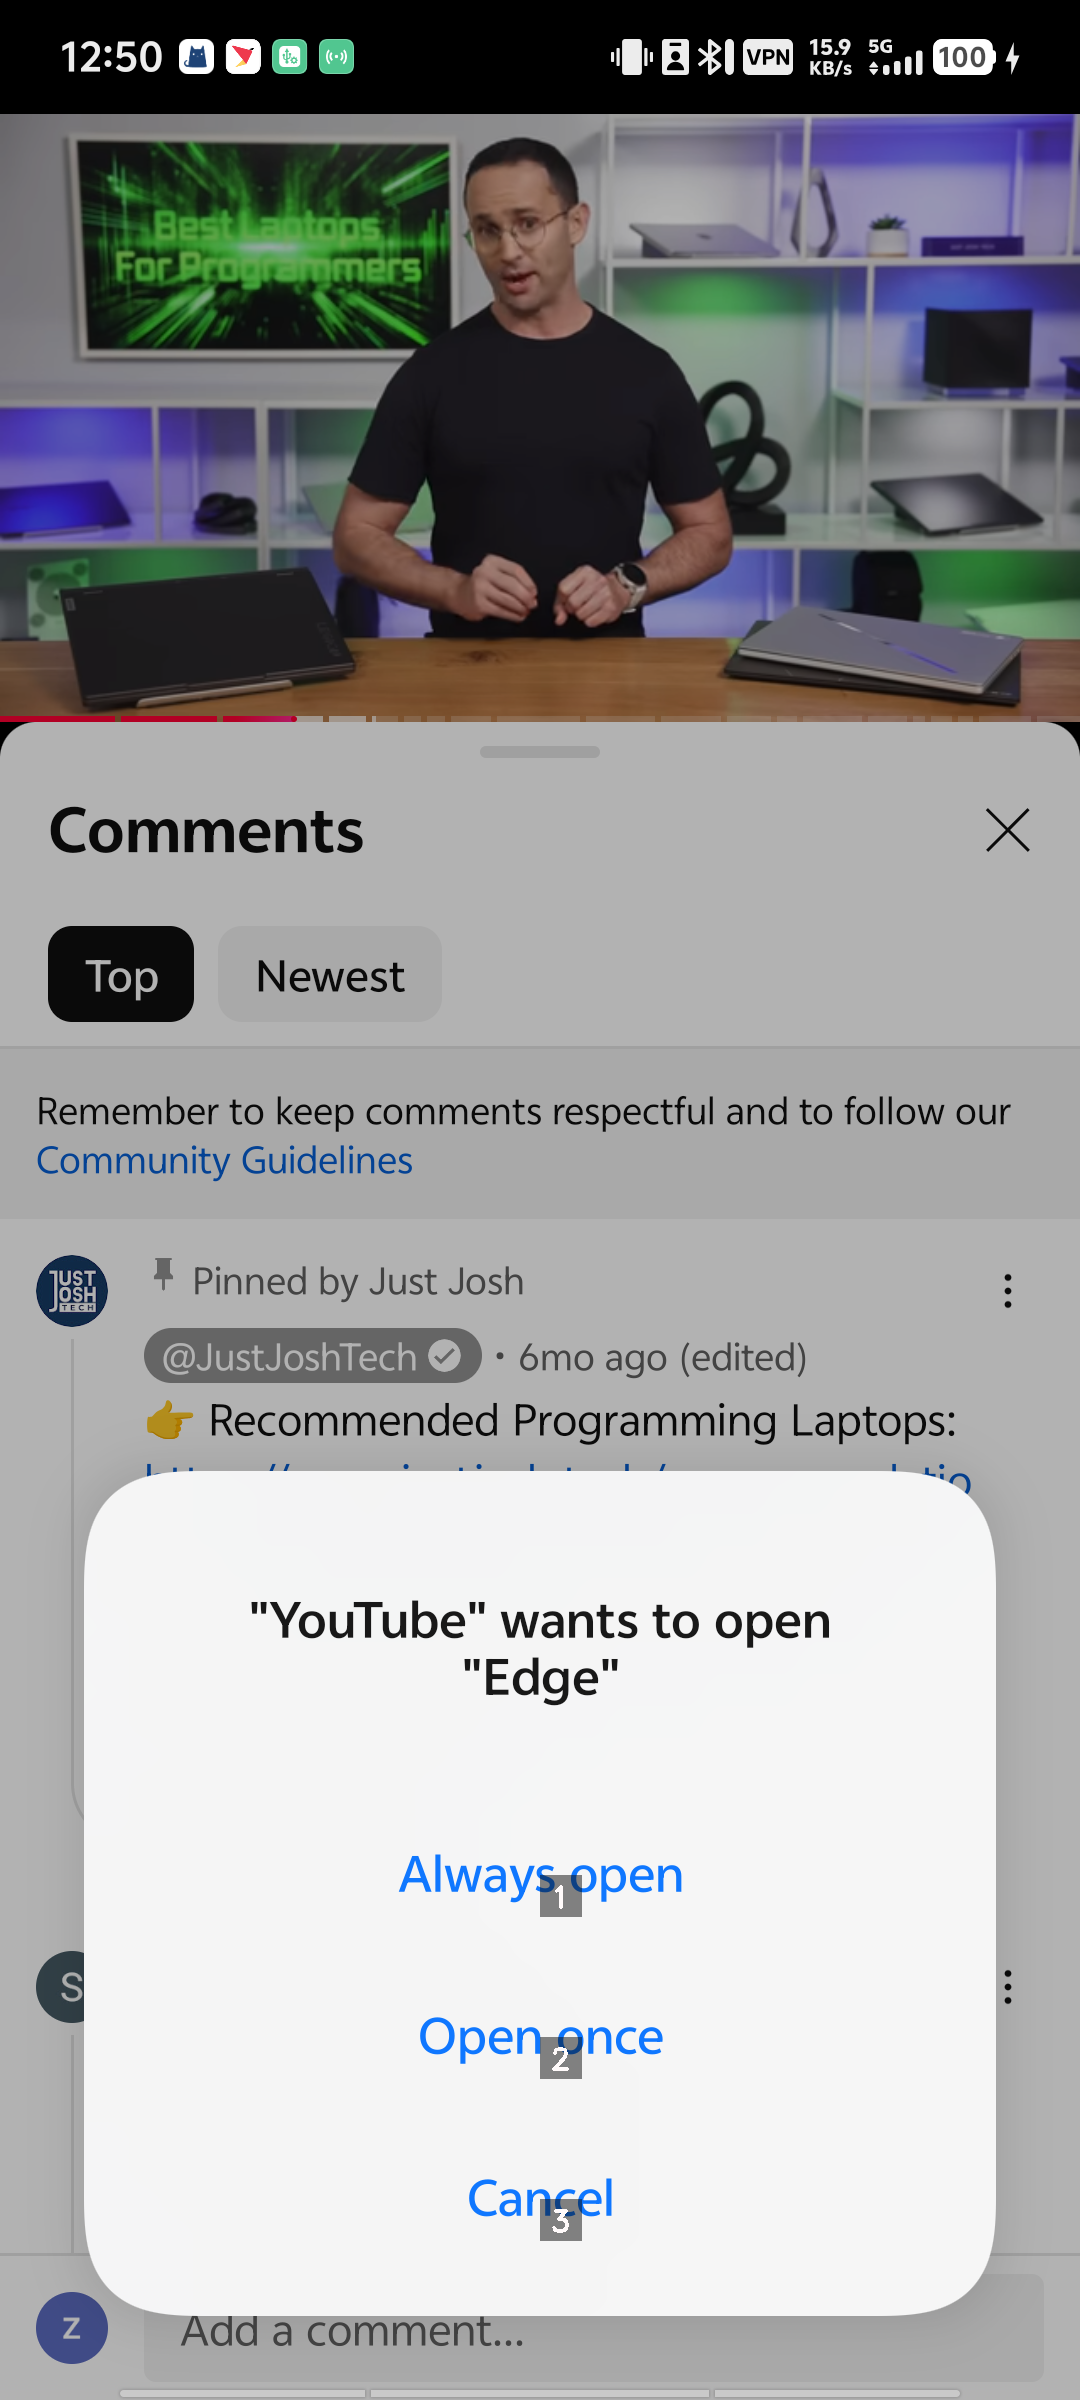 12:50
VPN
15.9
KB/s
5G
100
Best Laptops
For Programmers
Comments
Top
Newest
Remember to keep comments respectful and to follow our
Community Guidelines
JUST
JOSH
TECH
Pinned by Just Josh
@JustJoshTech • 6mo ago (edited)
👉 Recommended Programming Laptops:
"YouTube" wants to open
"Edge"
Always open
1
Open once
2
Cancel
3
S
Z
Add a comment...